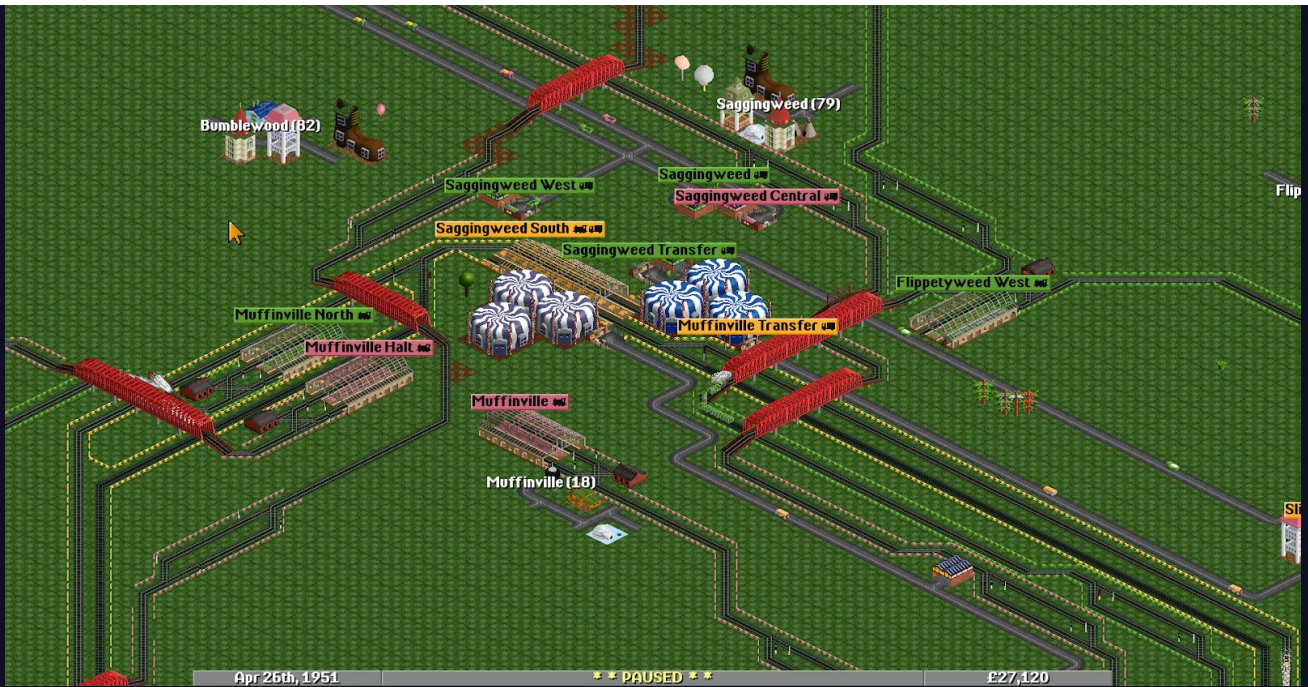 Saggingweed (79)
Bumblewood (82)
Saggingweed
Saggingweed West
Saggingweed Central
Flip
Saggingweed South
Saggingweed Transfer
Flippetyweed West
Muffinville North
Muffinville Transfer
Muffinville Halt
Muffinville
Muffinville (18)
Sli
Apr 26th, 1951
* * PAUSED * *
£27,120